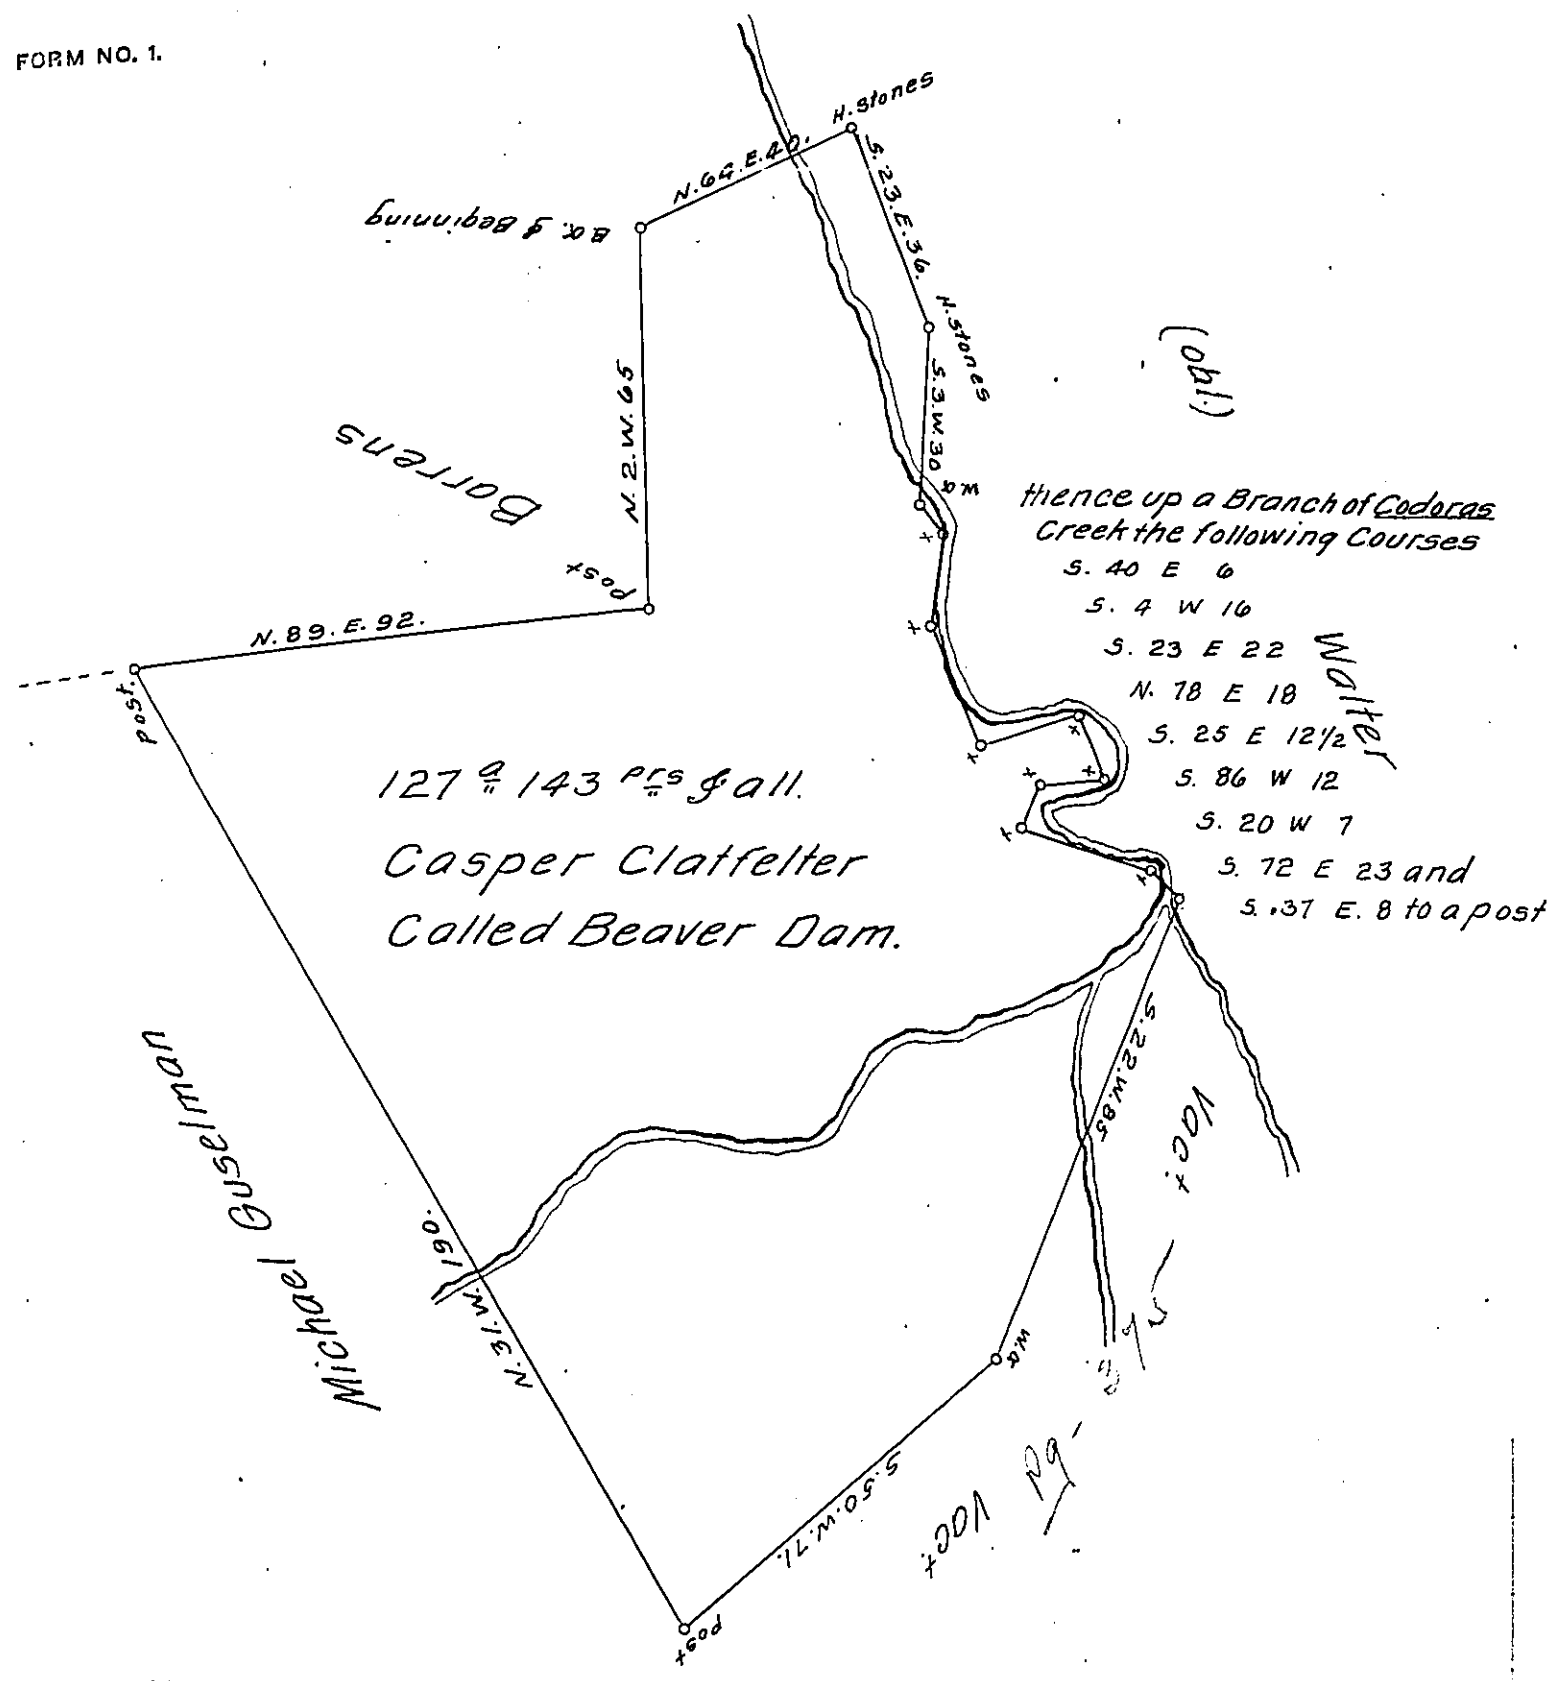 FORM NO. 1.
H. stones
N. 64. E. 40.
S. 23. E. 36.
Bo. & Beginning
H. stones
N. 2. W. 65
S. 3. W. 30
w.o
(obl.)
Barrens
Post
N. 89. E. 92.
post.
thence up a Branch of Codoras
Creek the following Courses
S. 40 E 6
S. 4 W 16
S. 23 E 22
N. 78 E 18
S. 25 E 12½
S. 86 W 12
S. 20 W 7
S. 72 E 23 and
S. 37 E. 8 to a post
Walter
x
x
x
x
x
x
x
x
127 a 143 prs & all.
Casper Clatfelter
Called Beaver Dam.
Michael Guselman
N. 31. W. 190.
S. 22. W. 85
Vact
w.o
S. 50. W. 71.
Vact
post